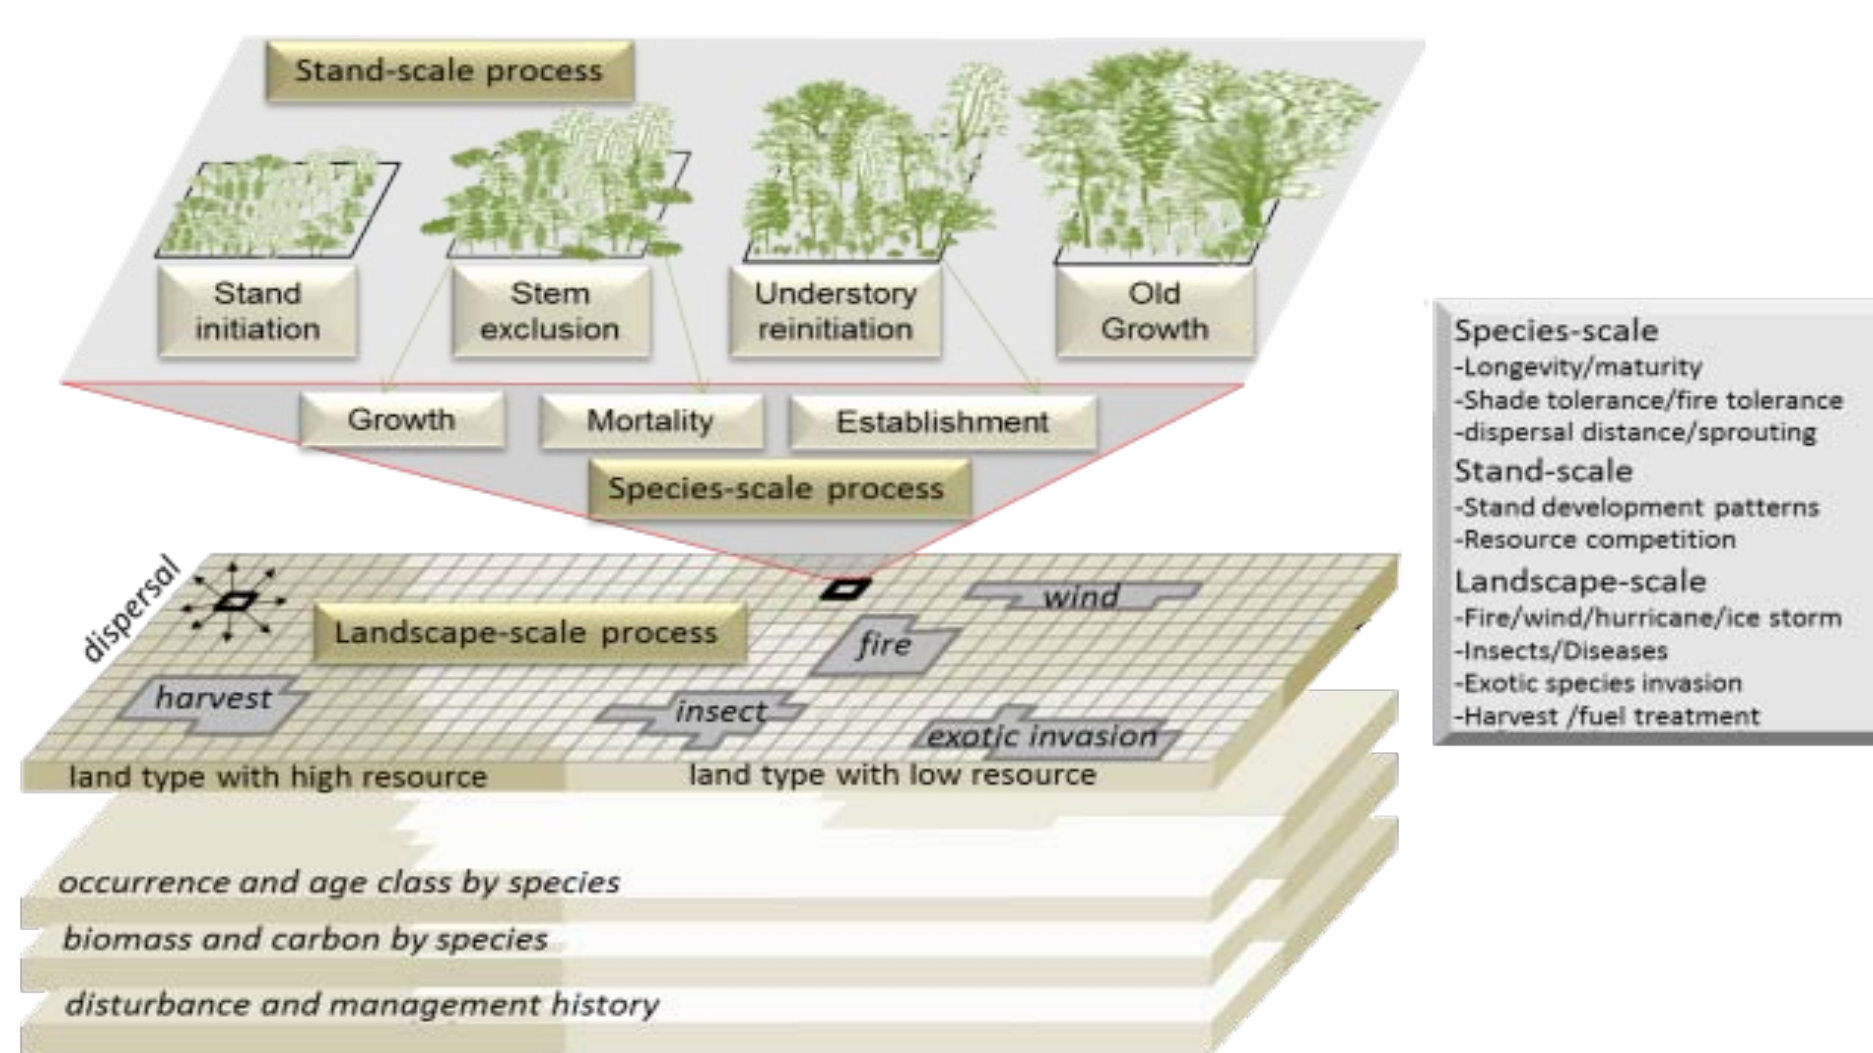 Stand-scale process
Stand
initiation
Stem
exclusion
Understory
reinitiation
Old
Growth
Growth
Mortality
Establishment
Species-scale process
dispersal
Landscape-scale process
wind
fire
harvest
insect
exotic invasion
land type with high resource
land type with low resource
occurrence and age class by species
biomass and carbon by species
disturbance and management history
Species-scale
-Longevity/maturity
-Shade tolerance/fire tolerance
-dispersal distance/sprouting
Stand-scale
-Stand development patterns
-Resource competition
Landscape-scale
-Fire/wind/hurricane/ice storm
-Insects/Diseases
-Exotic species invasion
-Harvest /fuel treatment